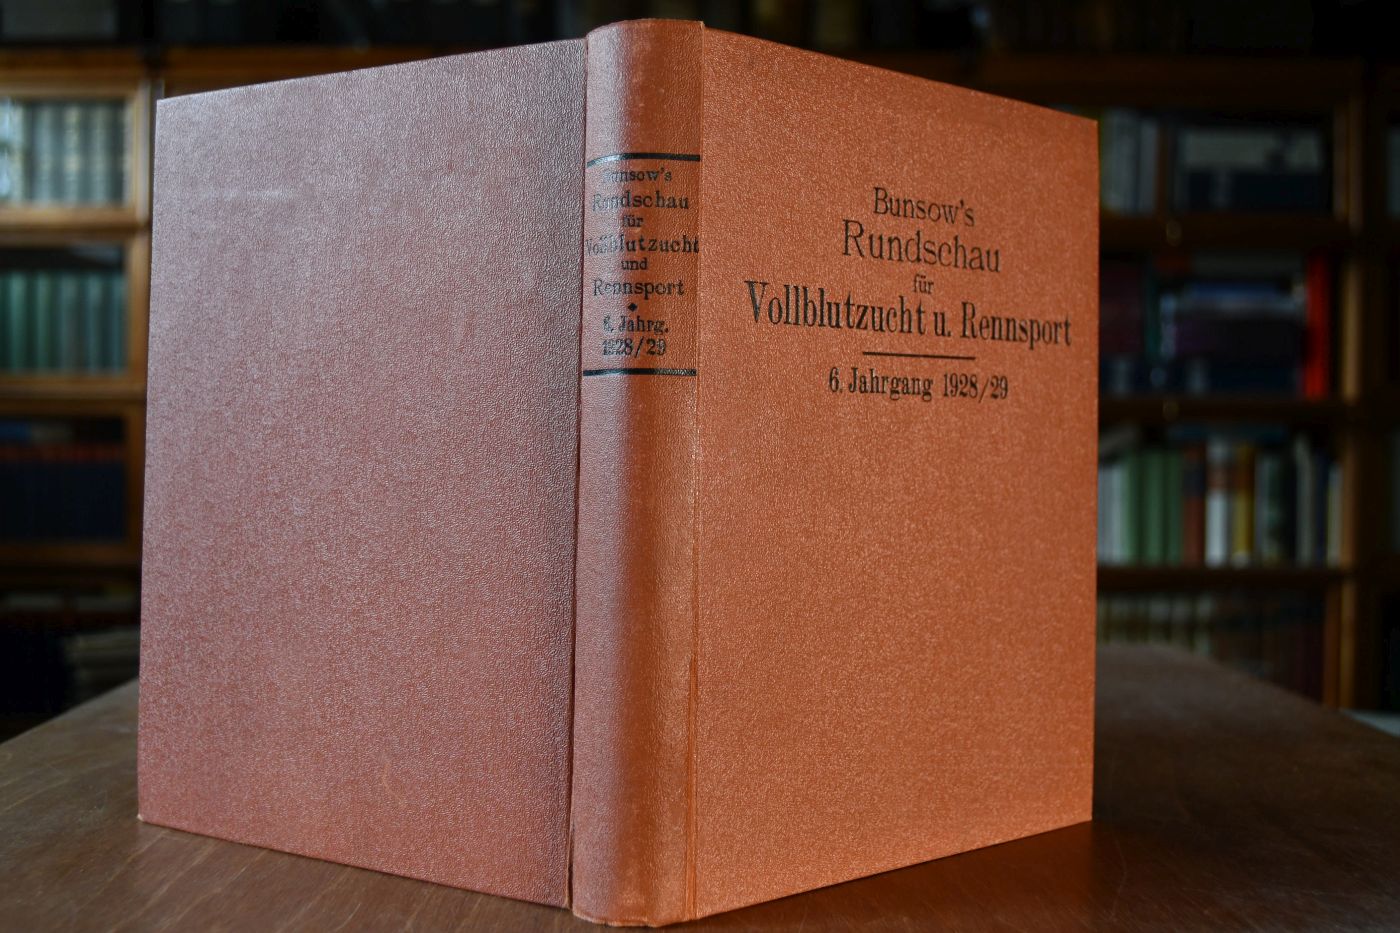 Bunsow's
Rundschau
für
Vollblutzucht
und
Rennsport
6. Jahrg.
1928/29
Bunsow's
Rundschau
für
Vollblutzucht u. Rennsport
6. Jahrgang 1928/29